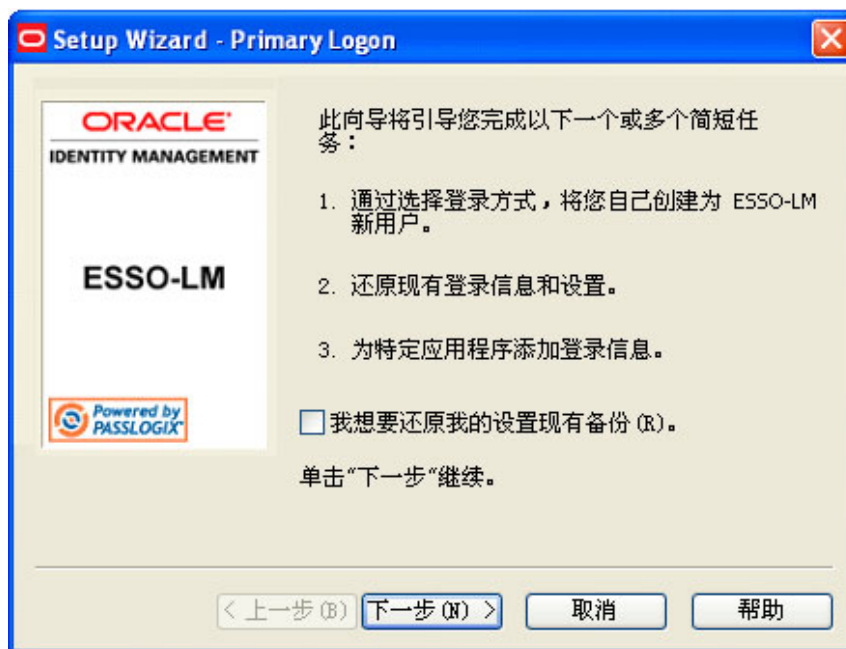 Setup Wizard - Primary Logon
ORACLE'
IDENTITY MANAGEMENT
ESSO-LM
Powered by
PASSLOGIX
此向导将引导您完成以下一个或多个简短任
务：
1. 通过选择登录方式，将您自己创建为 ESSO-LM
新用户。
2. 还原现有登录信息和设置。
3. 为特定应用程序添加登录信息。
我想要还原我的设置现有备份(R)。
单击“下一步“继续。
< 上一步(B)
下一步(N) >
取消
帮助